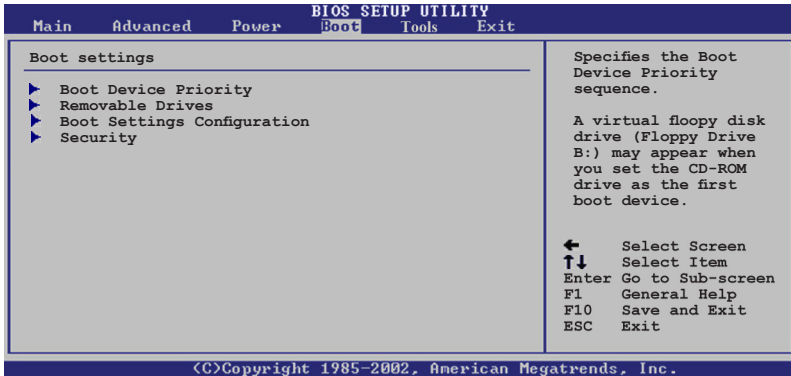 BIOS SETUP UTILITY
Main Advanced Power Boot Tools Exit
Boot settings
Boot Device Priority
Removable Drives
Boot Settings Configuration
Security
Specifies the Boot
Device Priority
sequence.
A virtual floopy disk
drive (Floppy Drive
B:) may appear when
you set the CD-ROM
drive as the first
boot device.
← Select Screen
↑↓ Select Item
Enter Go to Sub-screen
F1 General Help
F10 Save and Exit
ESC Exit
(C)Copyright 1985-2002, American Megatrends, Inc.